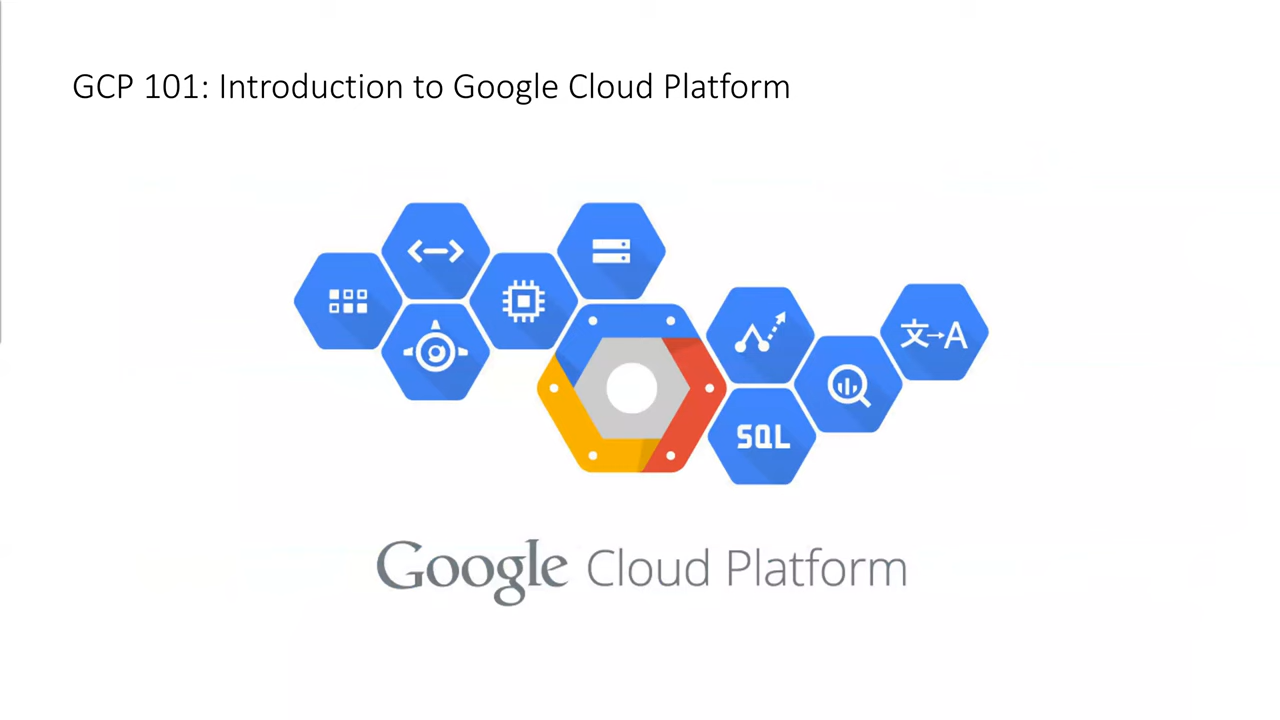 GCP 101: Introduction to Google Cloud Platform
文→A
SQL
Google Cloud Platform